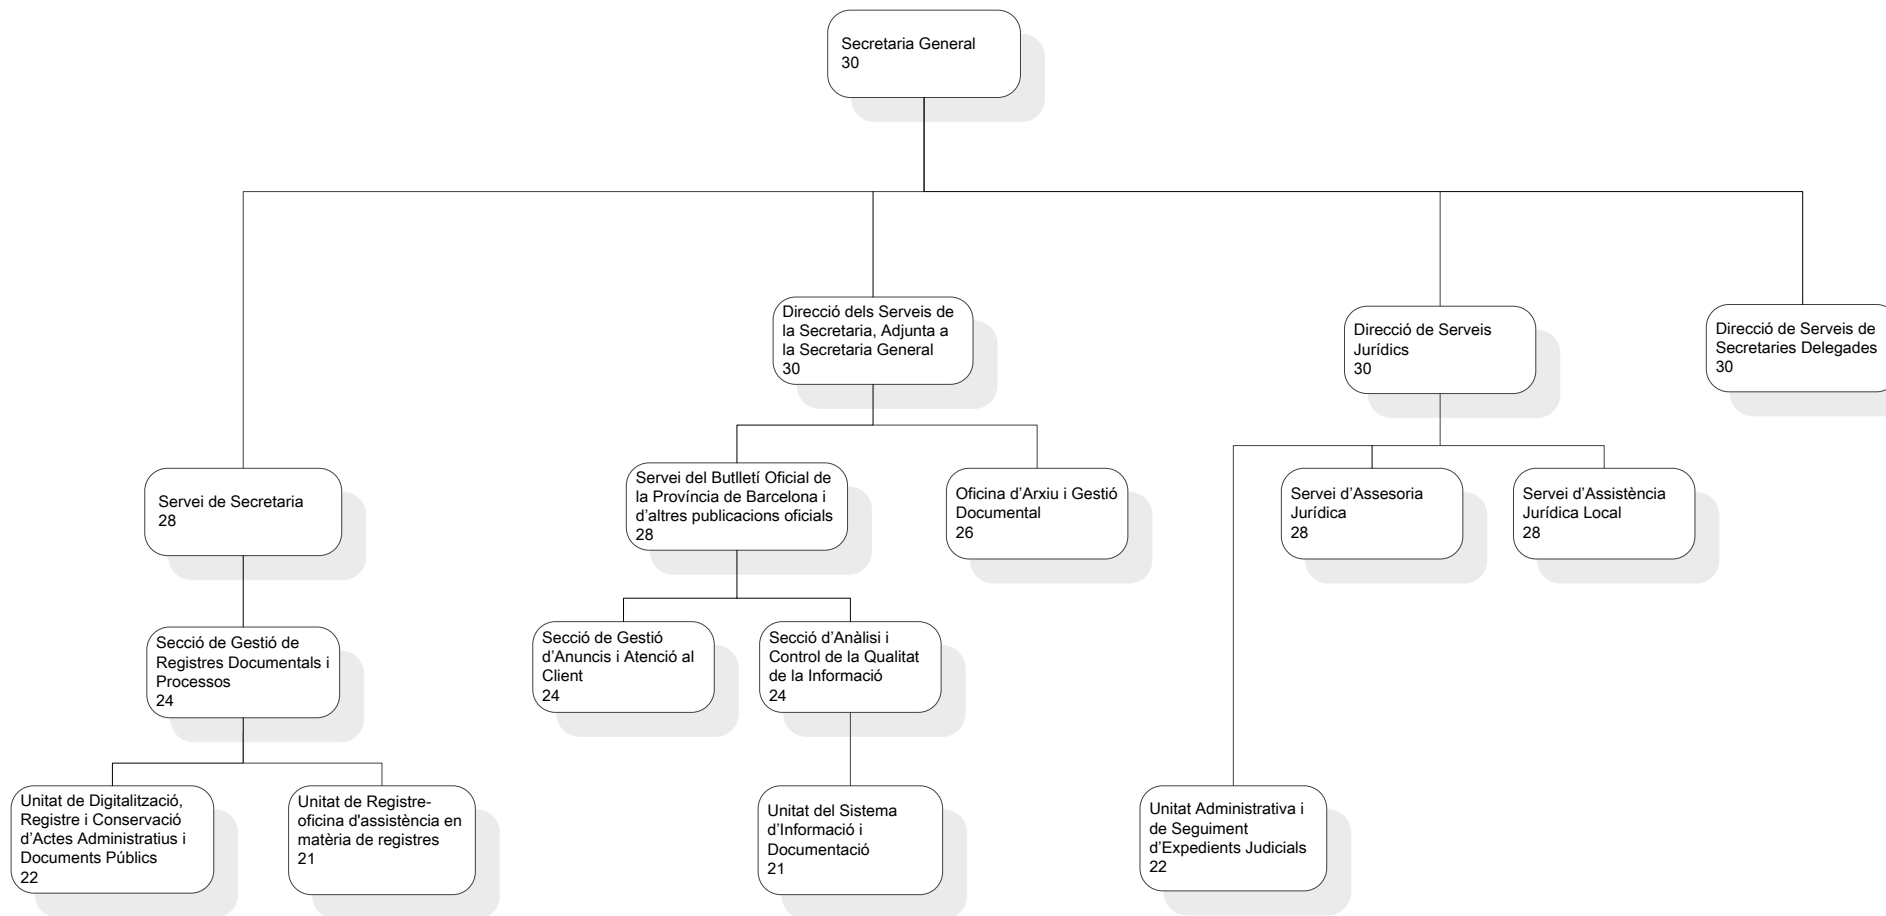 Secretaria General
30
Direcció dels Serveis de
la Secretaria, Adjunta a
la Secretaria General
30
Direcció de Serveis
Jurídics
30
Direcció de Serveis de
Secretaries Delegades
30
Servei de Secretaria
28
Servei del Butlletí Oficial de
la Província de Barcelona i
d’altres publicacions oficials
28
Oficina d’Arxiu i Gestió
Documental
26
Servei d’Assesoria
Jurídica
28
Servei d’Assistència
Jurídica Local
28
Secció de Gestió de
Registres Documentals i
Processos
24
Secció de Gestió
d’Anuncis i Atenció al
Client
24
Secció d’Anàlisi i
Control de la Qualitat
de la Informació
24
Unitat de Digitalització,
Registre i Conservació
d’Actes Administratius i
Documents Públics
22
Unitat de Registre-
oficina d'assistència en
matèria de registres
21
Unitat del Sistema
d’Informació i
Documentació
21
Unitat Administrativa i
de Seguiment
d’Expedients Judicials
22